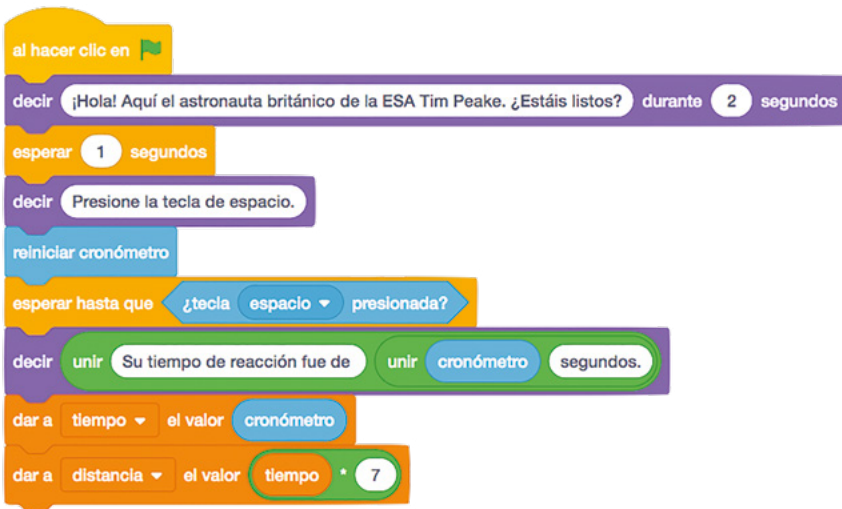 al hacer clic en
decir ¡Hola! Aquí el astronauta británico de la ESA Tim Peake. ¿Estáis listos? durante 2 segundos
esperar 1 segundos
decir Presione la tecla de espacio.
reiniciar cronómetro
esperar hasta que ¿tecla espacio presionada?
decir unir Su tiempo de reacción fue de unir cronómetro segundos.
dar a tiempo el valor cronómetro
dar a distancia el valor tiempo * 7